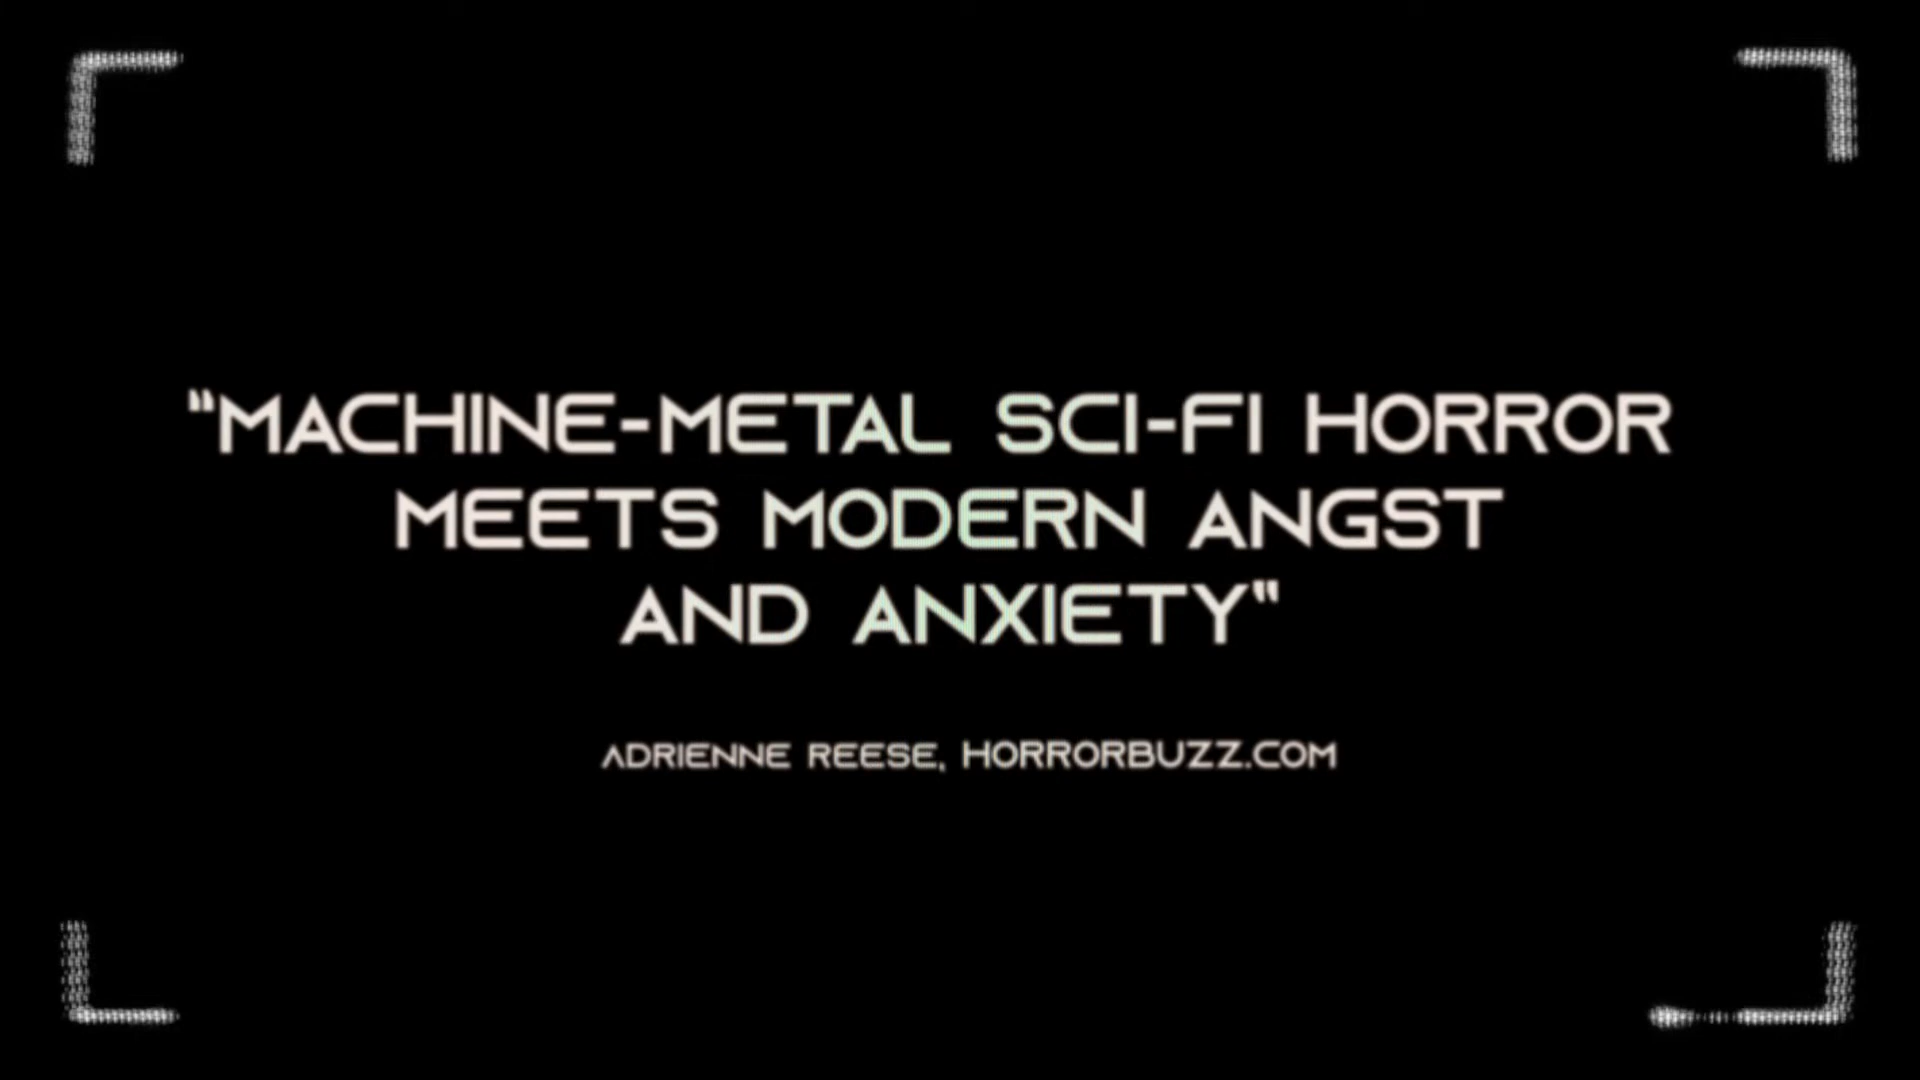 "MACHINE-METAL SCI-FI HORROR
MEETS MODERN ANGST
AND ANXIETY"
ADRIENNE REESE, HORRORBUZZ.COM